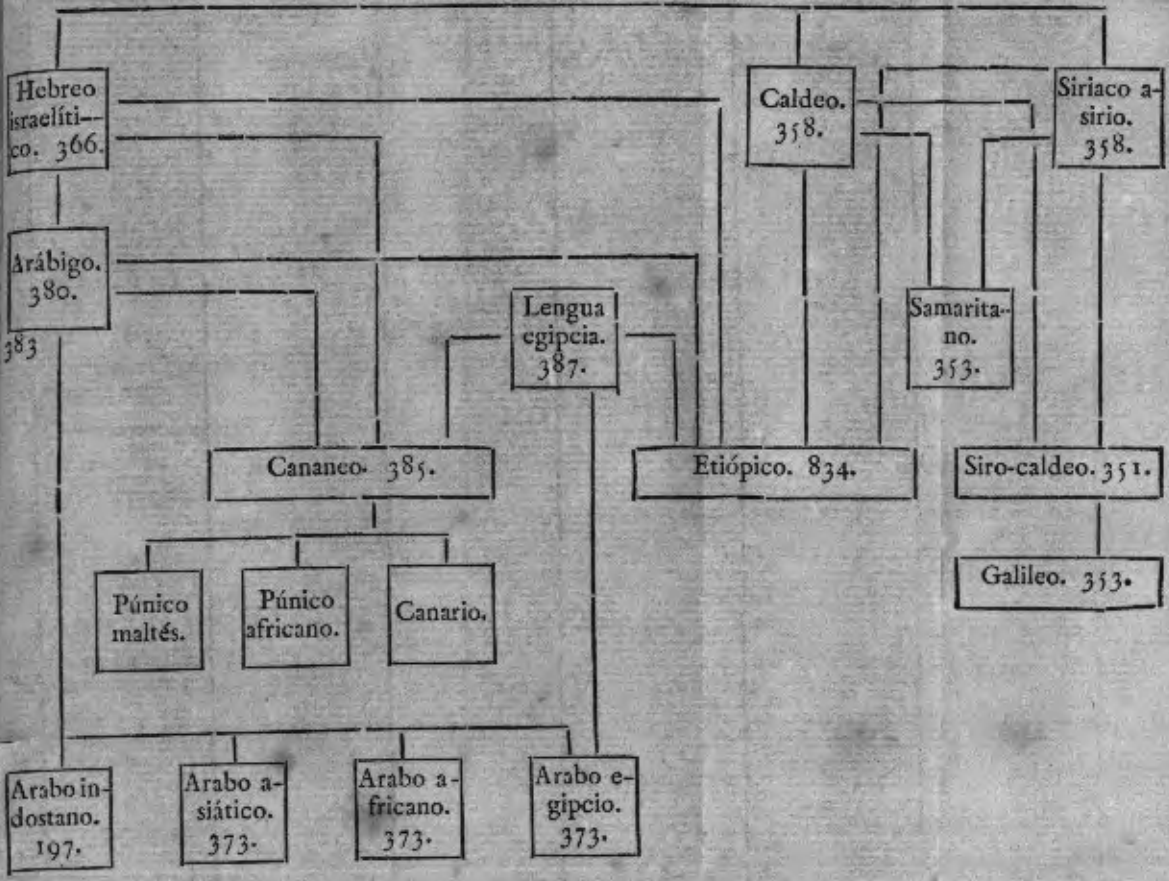 Hebreo
israelíti-
co. 366.
Caldeo.
358.
Siriaco a-
sirio.
358.
Arábigo.
380.
383
Lengua
egipcia.
387.
Samarita-
no.
353.
Cananeo. 385.
Etiópico. 834.
Siro-caldeo. 351.
Galileo. 353.
Púnico
maltés.
Púnico
africano.
Canario.
Arabo in-
dostano.
197.
Arabo a-
siático.
373.
Arabo a-
fricano.
373.
Arabo e-
gipcio.
373.